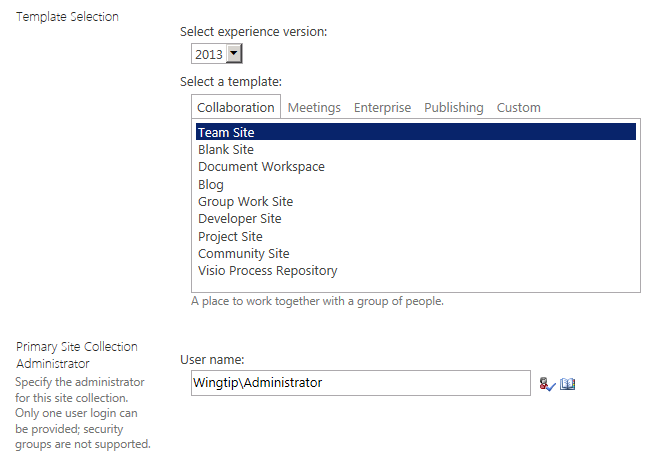 Template Selection
Select experience version:
2013
Select a template:
Collaboration Meetings Enterprise Publishing Custom
Team Site
Blank Site
Document Workspace
Blog
Group Work Site
Developer Site
Project Site
Community Site
Visio Process Repository
A place to work together with a group of people.
Primary Site Collection
Administrator
Specify the administrator
for this site collection.
Only one user login can
be provided; security
groups are not supported.
User name:
Wingtip\Administrator